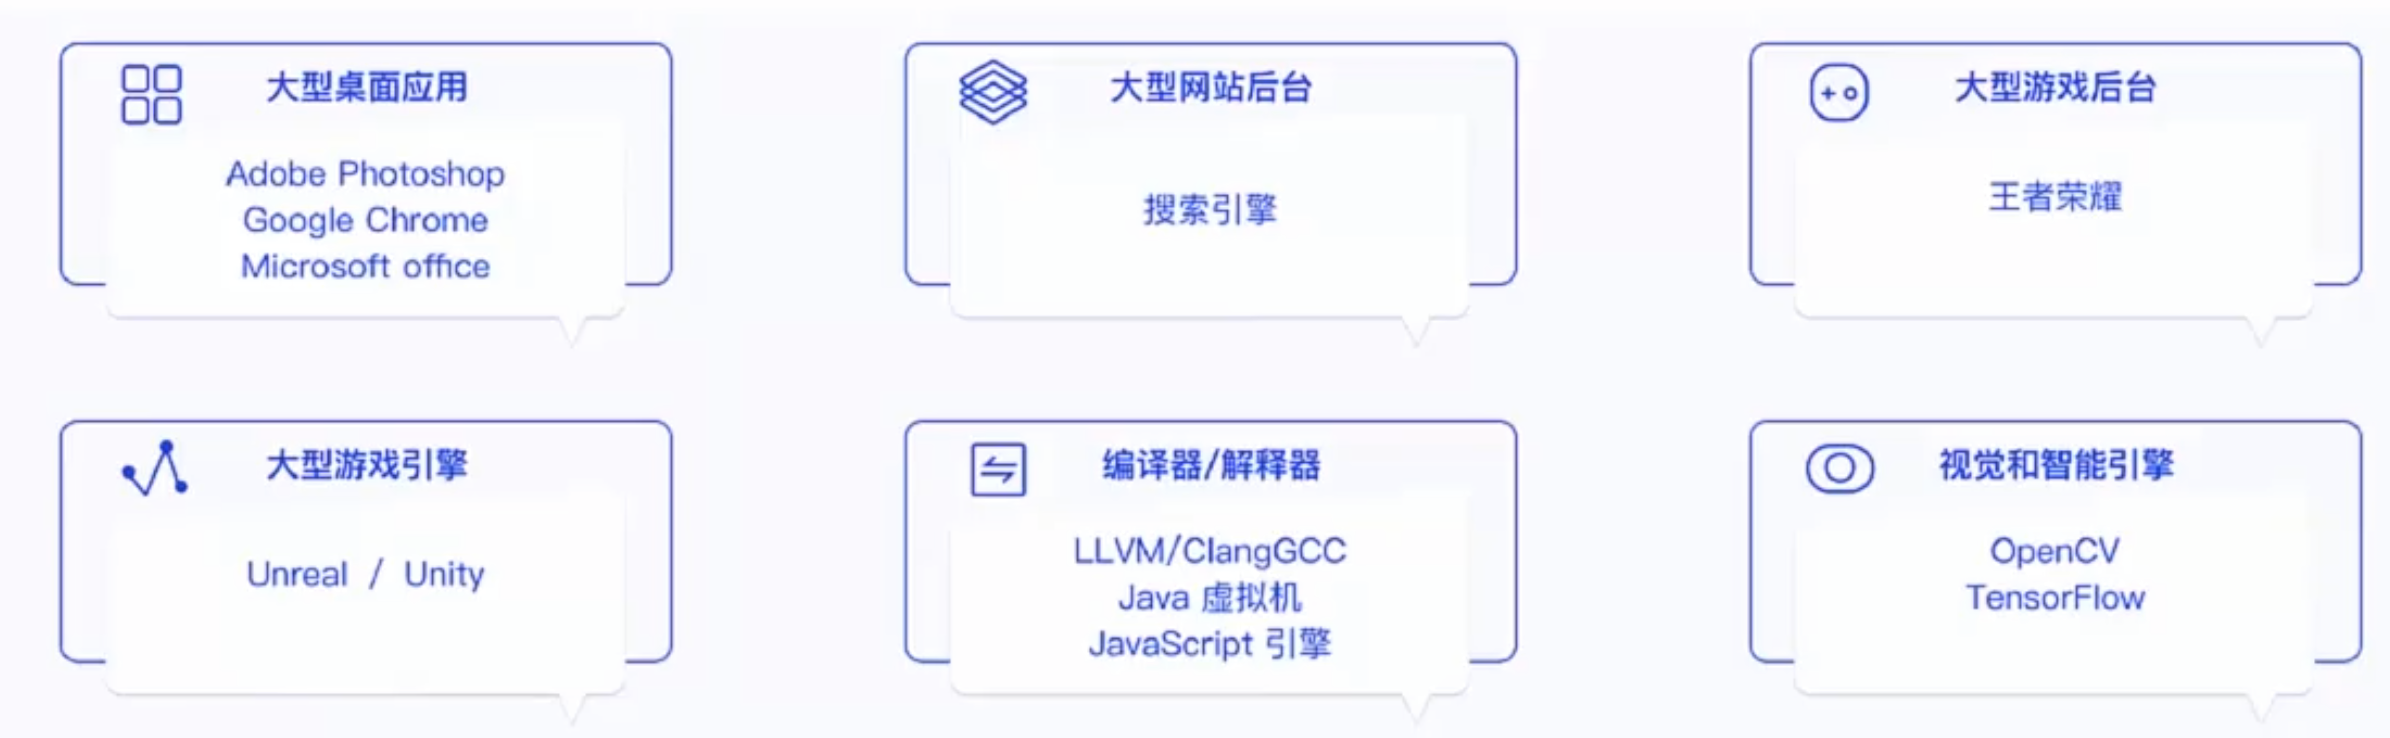 大型桌面应用
Adobe Photoshop
Google Chrome
Microsoft office
大型网站后台
搜索引擎
大型游戏后台
王者荣耀
大型游戏引擎
Unreal / Unity
编译器/解释器
LLVM/ClangGCC
Java 虚拟机
JavaScript 引擎
视觉和智能引擎
OpenCV
TensorFlow